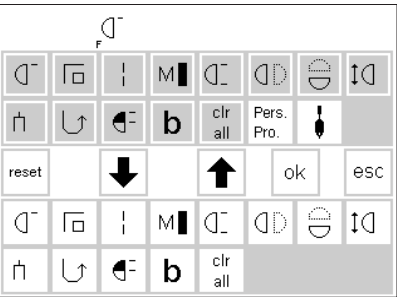 F
M
b clr all Pers. Pro.
reset ok esc
M
b clr all